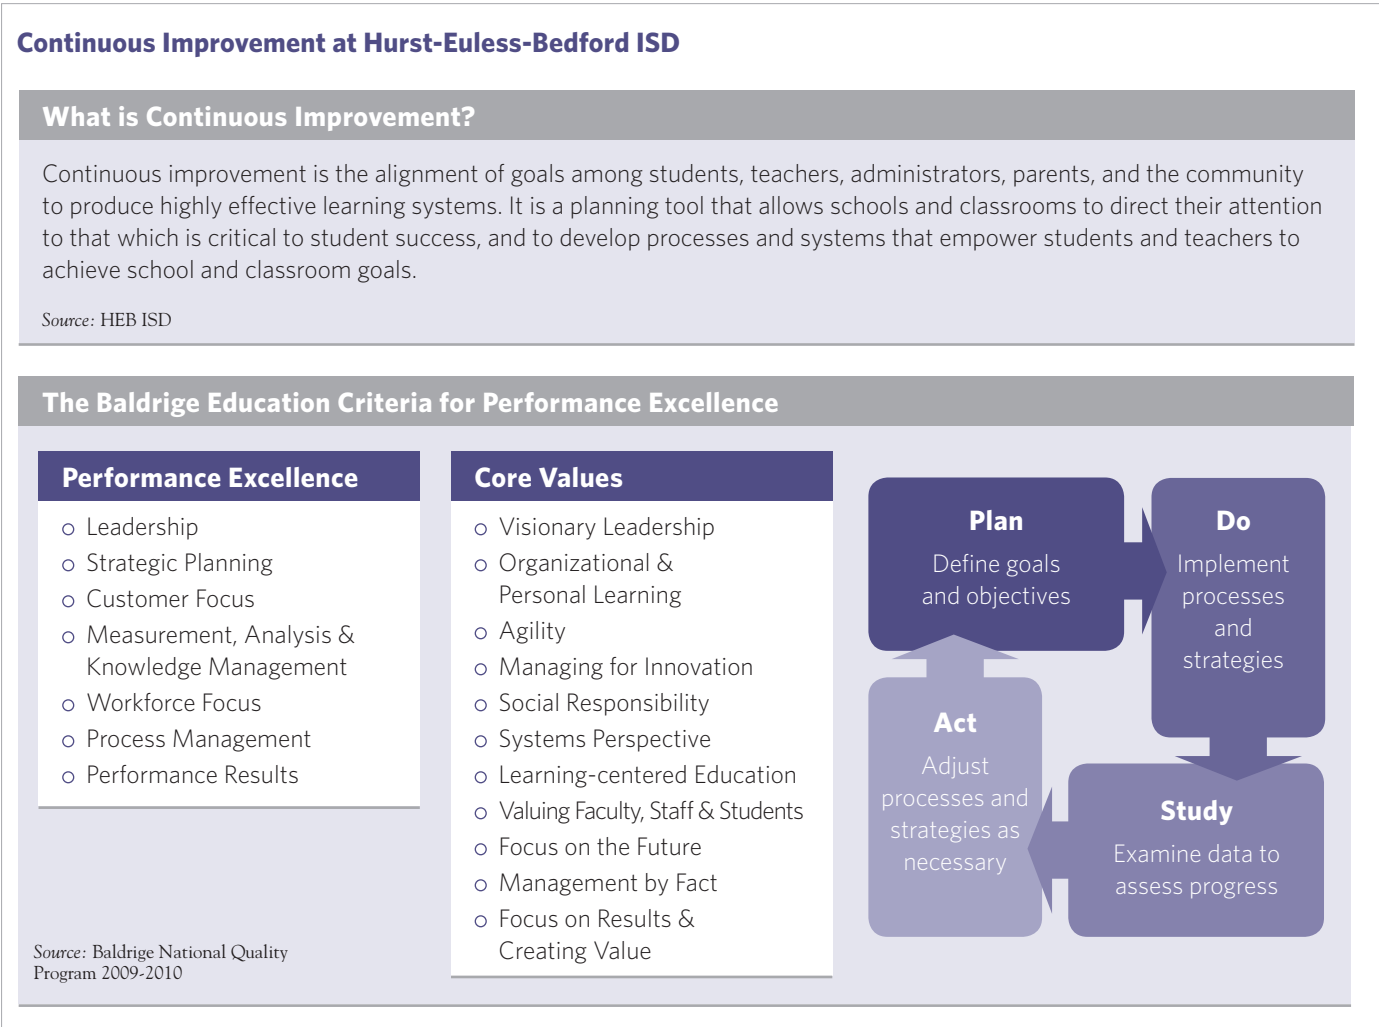 Continuous Improvement at Hurst-Euless-Bedford ISD
What is Continuous Improvement?
Continuous improvement is the alignment of goals among students, teachers, administrators, parents, and the community
to produce highly effective learning systems. It is a planning tool that allows schools and classrooms to direct their attention
to that which is critical to student success, and to develop processes and systems that empower students and teachers to
achieve school and classroom goals.
Source: HEB ISD
The Baldrige Education Criteria for Performance Excellence
Performance Excellence
Leadership
Strategic Planning
Customer Focus
Measurement, Analysis &
Knowledge Management
Workforce Focus
Process Management
Performance Results
Source: Baldrige National Quality
Program 2009-2010
Core Values
Visionary Leadership
Organizational &
Personal Learning
Agility
Managing for Innovation
Social Responsibility
Systems Perspective
Learning-centered Education
Valuing Faculty, Staff & Students
Focus on the Future
Management by Fact
Focus on Results &
Creating Value
Plan
Define goals
and objectives
Do
Implement
processes
and
strategies
Study
Examine data to
assess progress
Act
Adjust
processes and
strategies as
necessary